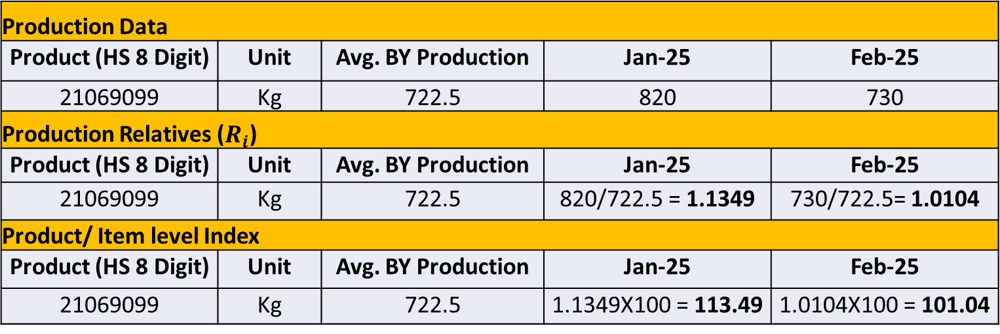 Production Data
Product (HS 8 Digit) Unit Avg. BY Production Jan-25 Feb-25
21069099 Kg 722.5 820 730
Production Relatives (𝑹𝒊)
Product (HS 8 Digit) Unit Avg. BY Production Jan-25 Feb-25
21069099 Kg 722.5 820/722.5 = 1.1349 730/722.5= 1.0104
Product/ Item level Index
Product (HS 8 Digit) Unit Avg. BY Production Jan-25 Feb-25
21069099 Kg 722.5 1.1349X100 = 113.49 1.0104X100 = 101.04